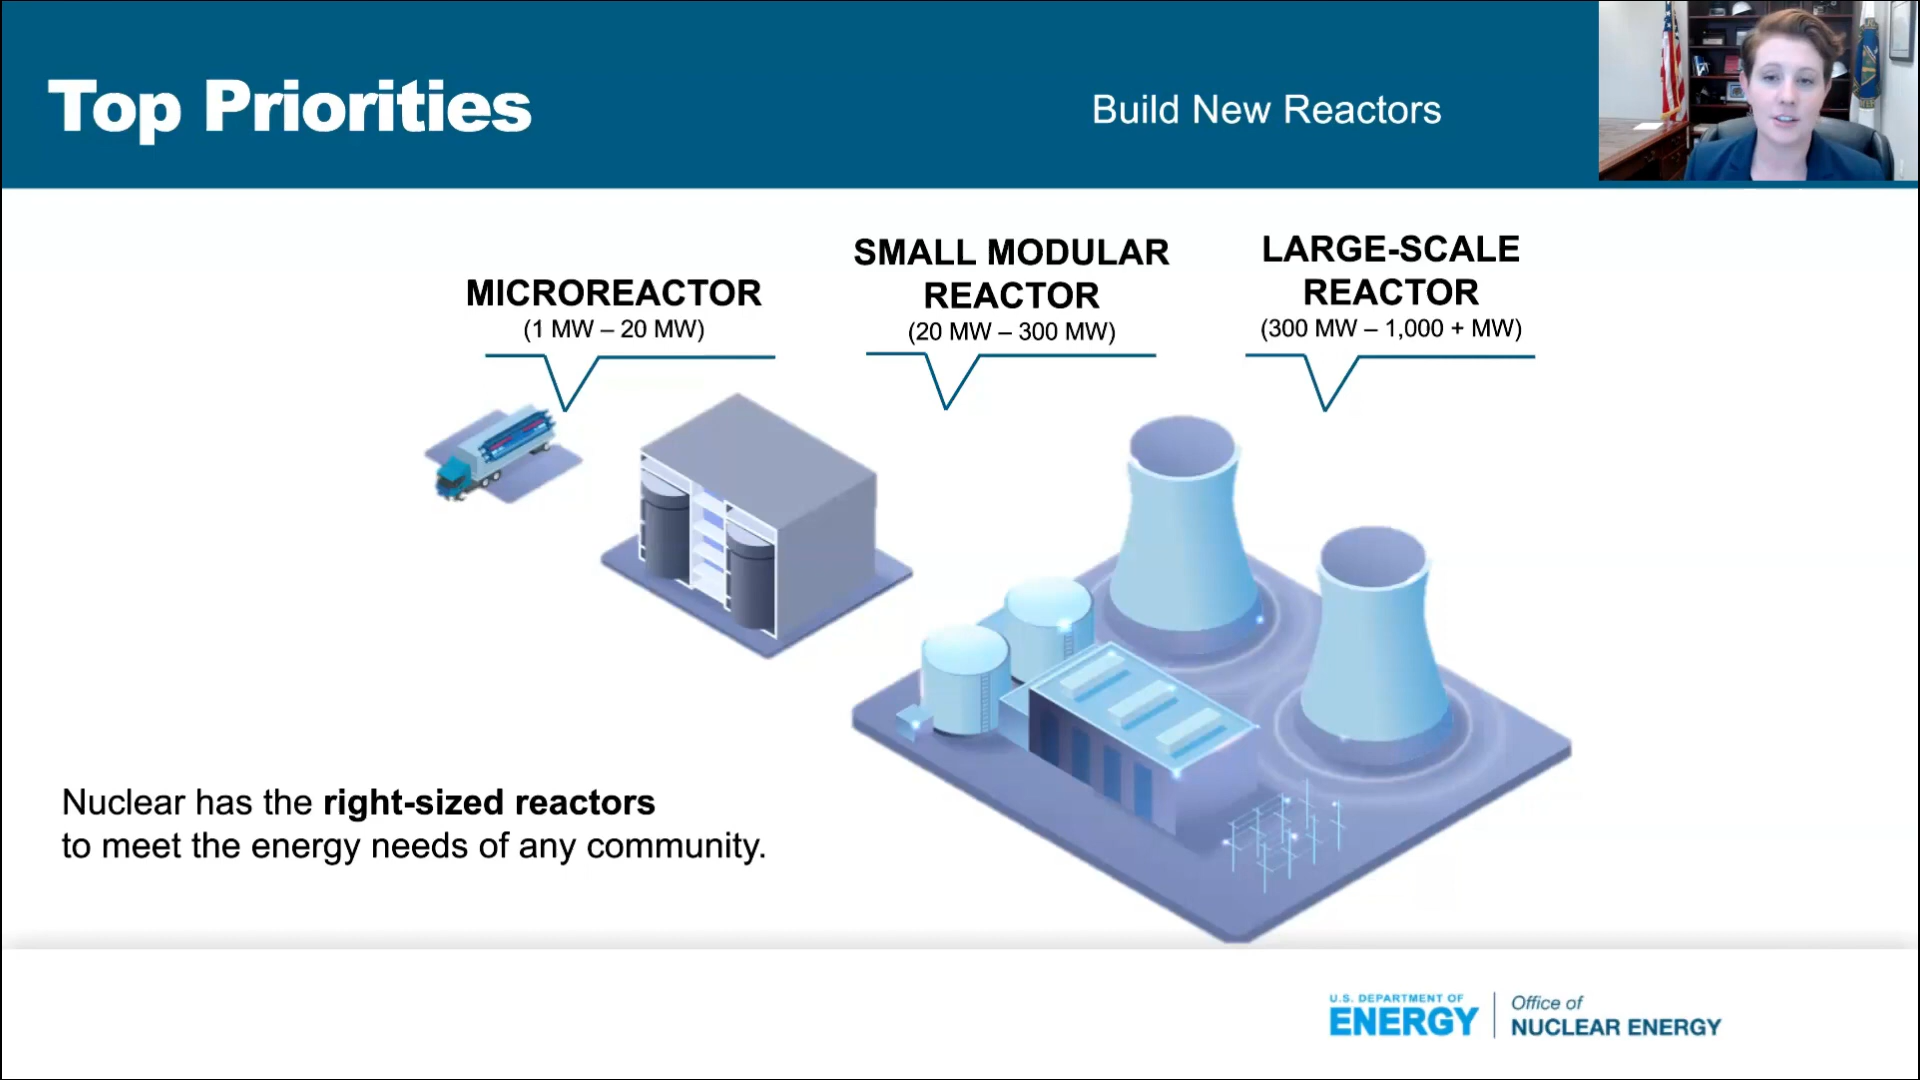 Top Priorities
Build New Reactors
MICROREACTOR
(1 MW – 20 MW)
SMALL MODULAR
REACTOR
(20 MW – 300 MW)
LARGE-SCALE
REACTOR
(300 MW – 1,000 + MW)
Nuclear has the right-sized reactors
to meet the energy needs of any community.
U.S. DEPARTMENT OF
ENERGY
Office of
NUCLEAR ENERGY